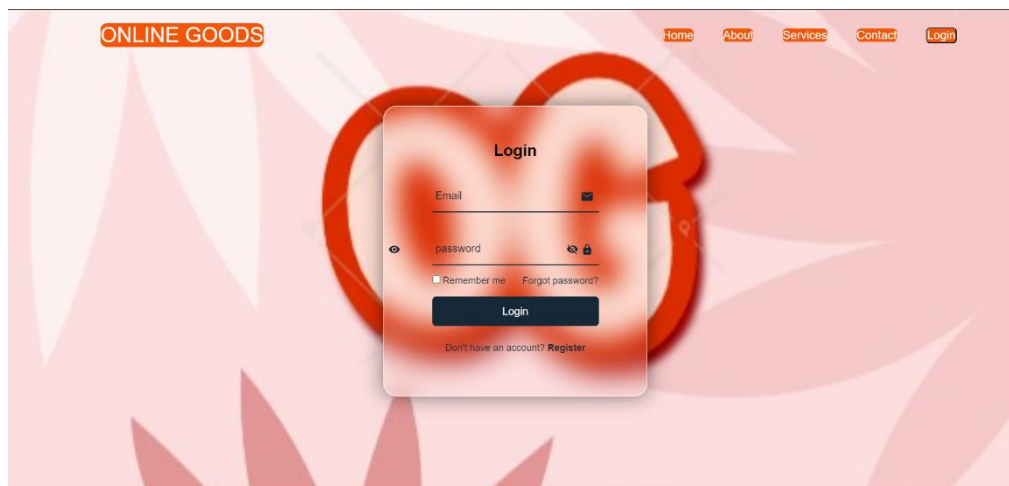 ONLINE GOODS
Home About Services Contact Login
Login
Email
password
Remember me Forgot password?
Login
Don't have an account? Register